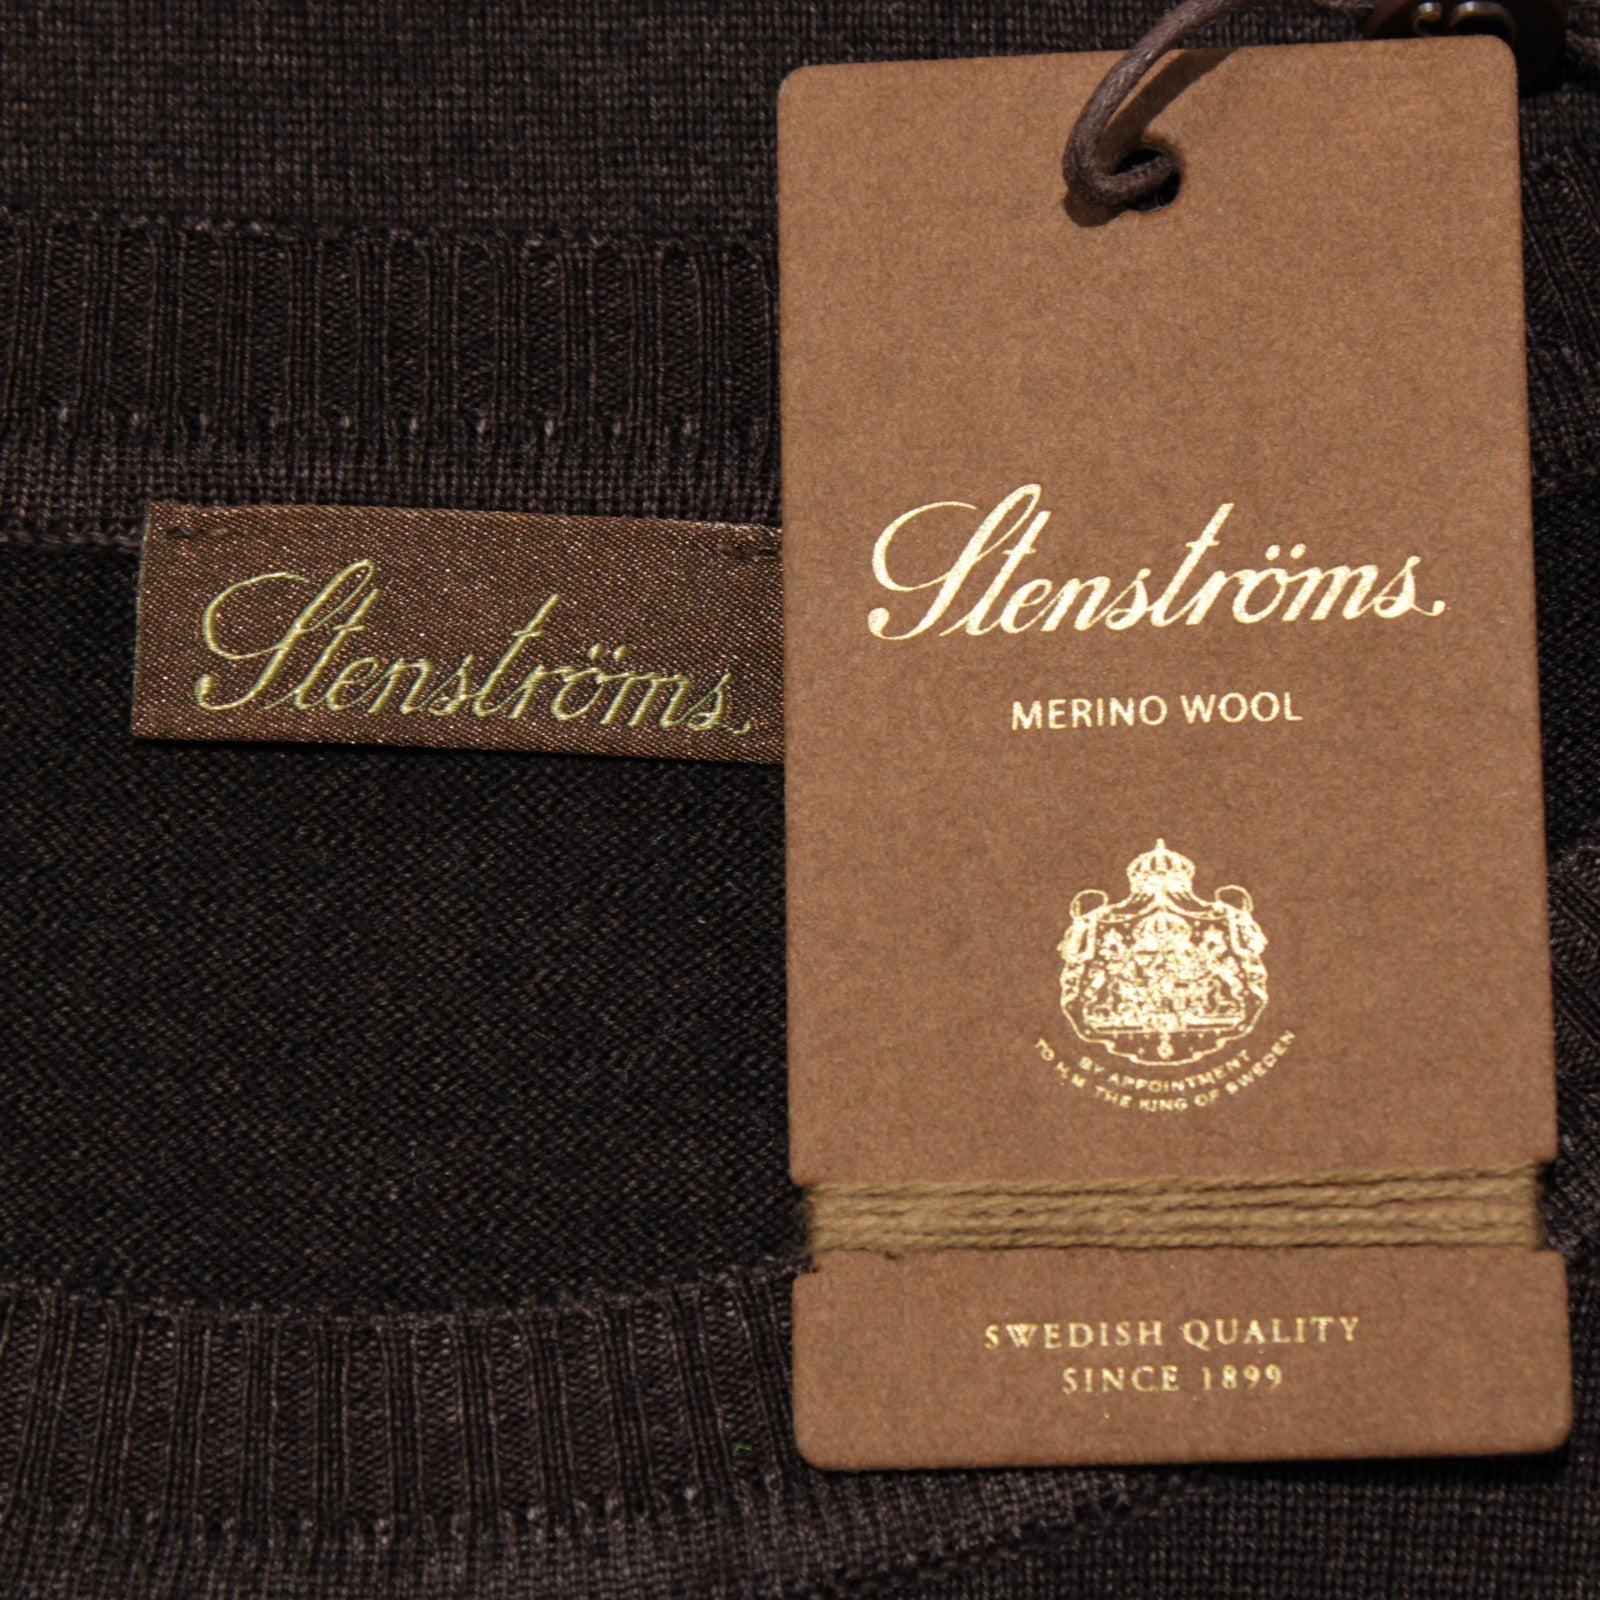 Stenströms
Stenströms
MERINO WOOL
BY APPOINTMENT
TO H.M. THE KING OF SWEDEN
SWEDISH QUALITY
SINCE 1899